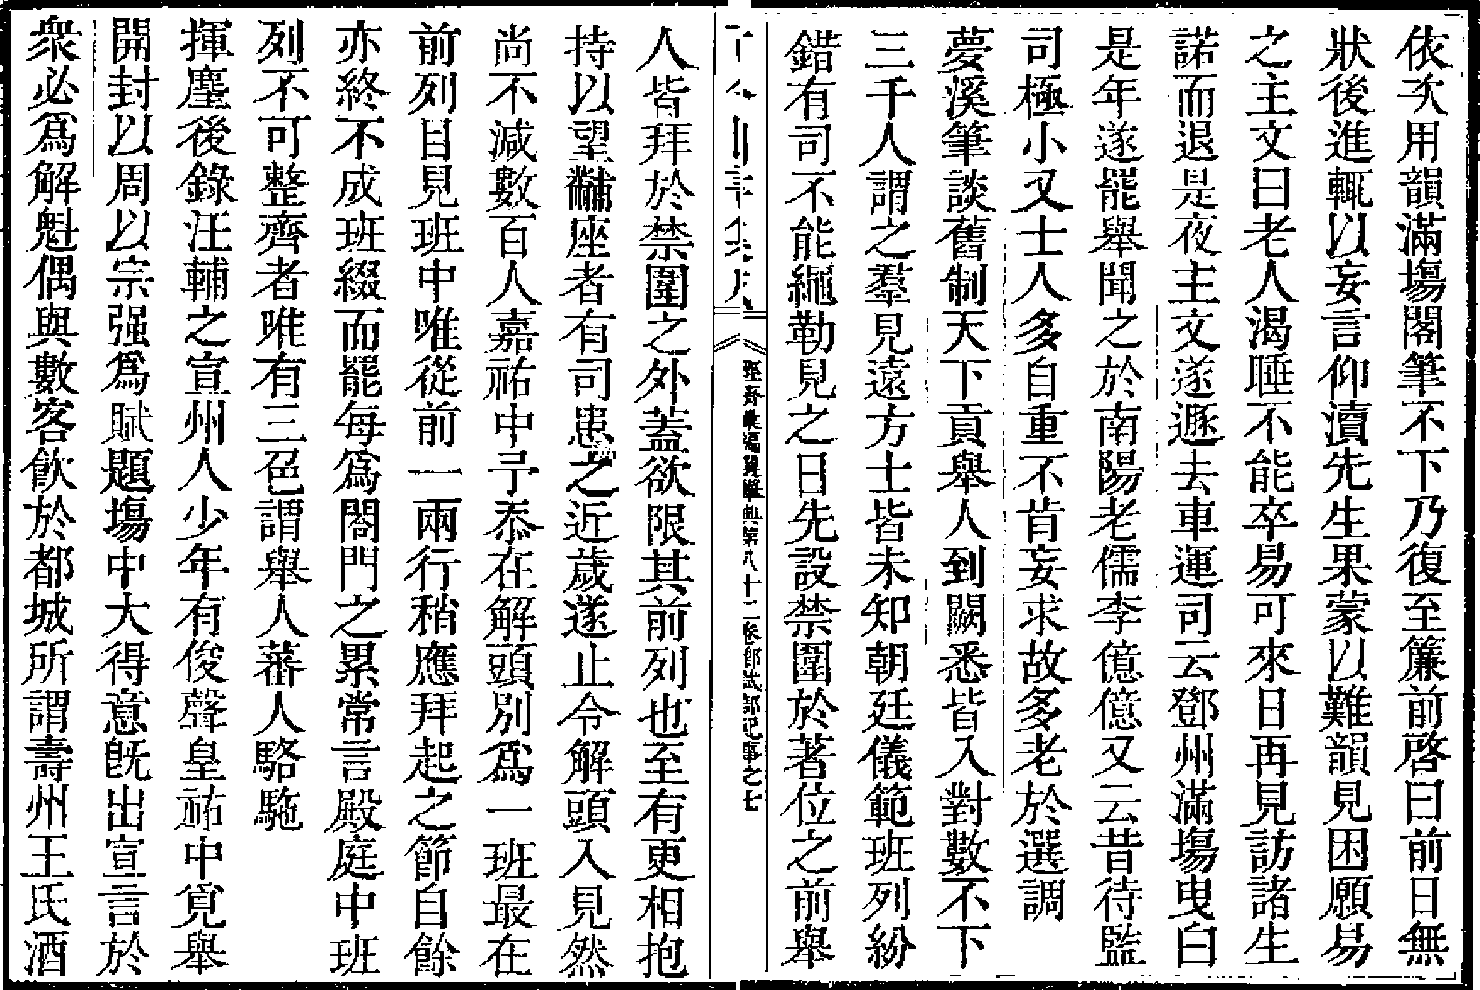 依次用韻滿塲閣筆不下乃復至簾前啓曰前日無
狀後進輒以妄言仰瀆先生果蒙以難韻見困願易
之主文曰老人渴睡不能卒易可來日再見訪諸生
諾而退是夜主文遂遯去車運司云鄧州滿塲曳白
是年遂罷舉聞之於南陽老儒李億億又云昔待監
司極小又士人多自重不肯妄求故多老於選調
夢溪筆談舊制天下貢舉人到闕悉皆入對數不下
三千人謂之羣見遠方士皆未知朝廷儀範班列紛
錯有司不能繩勒見之日先設禁圍於著位之前舉
經濟彙編選舉典第八十二卷鄉試部紀事之七
人皆拜於禁圍之外蓋欲限其前列也至有更相抱
持以望黼座者有司患之近歲遂止令解頭入見然
尚不減數百人嘉祐中予忝在解頭別爲一班最在
前列目見班中唯從前一兩行稍應拜起之節自餘
亦終不成班綴而罷每爲閤門之累常言殿庭中班
列不可整齊者唯有三色謂舉人蕃人駱駞
揮麈後錄汪輔之宣州人少年有俊聲皇祐中覓舉
開封以周以宗强爲賦題塲中大得意旣出宣言於
衆必爲解魁偶與數客飮於都城所謂壽州王氏酒